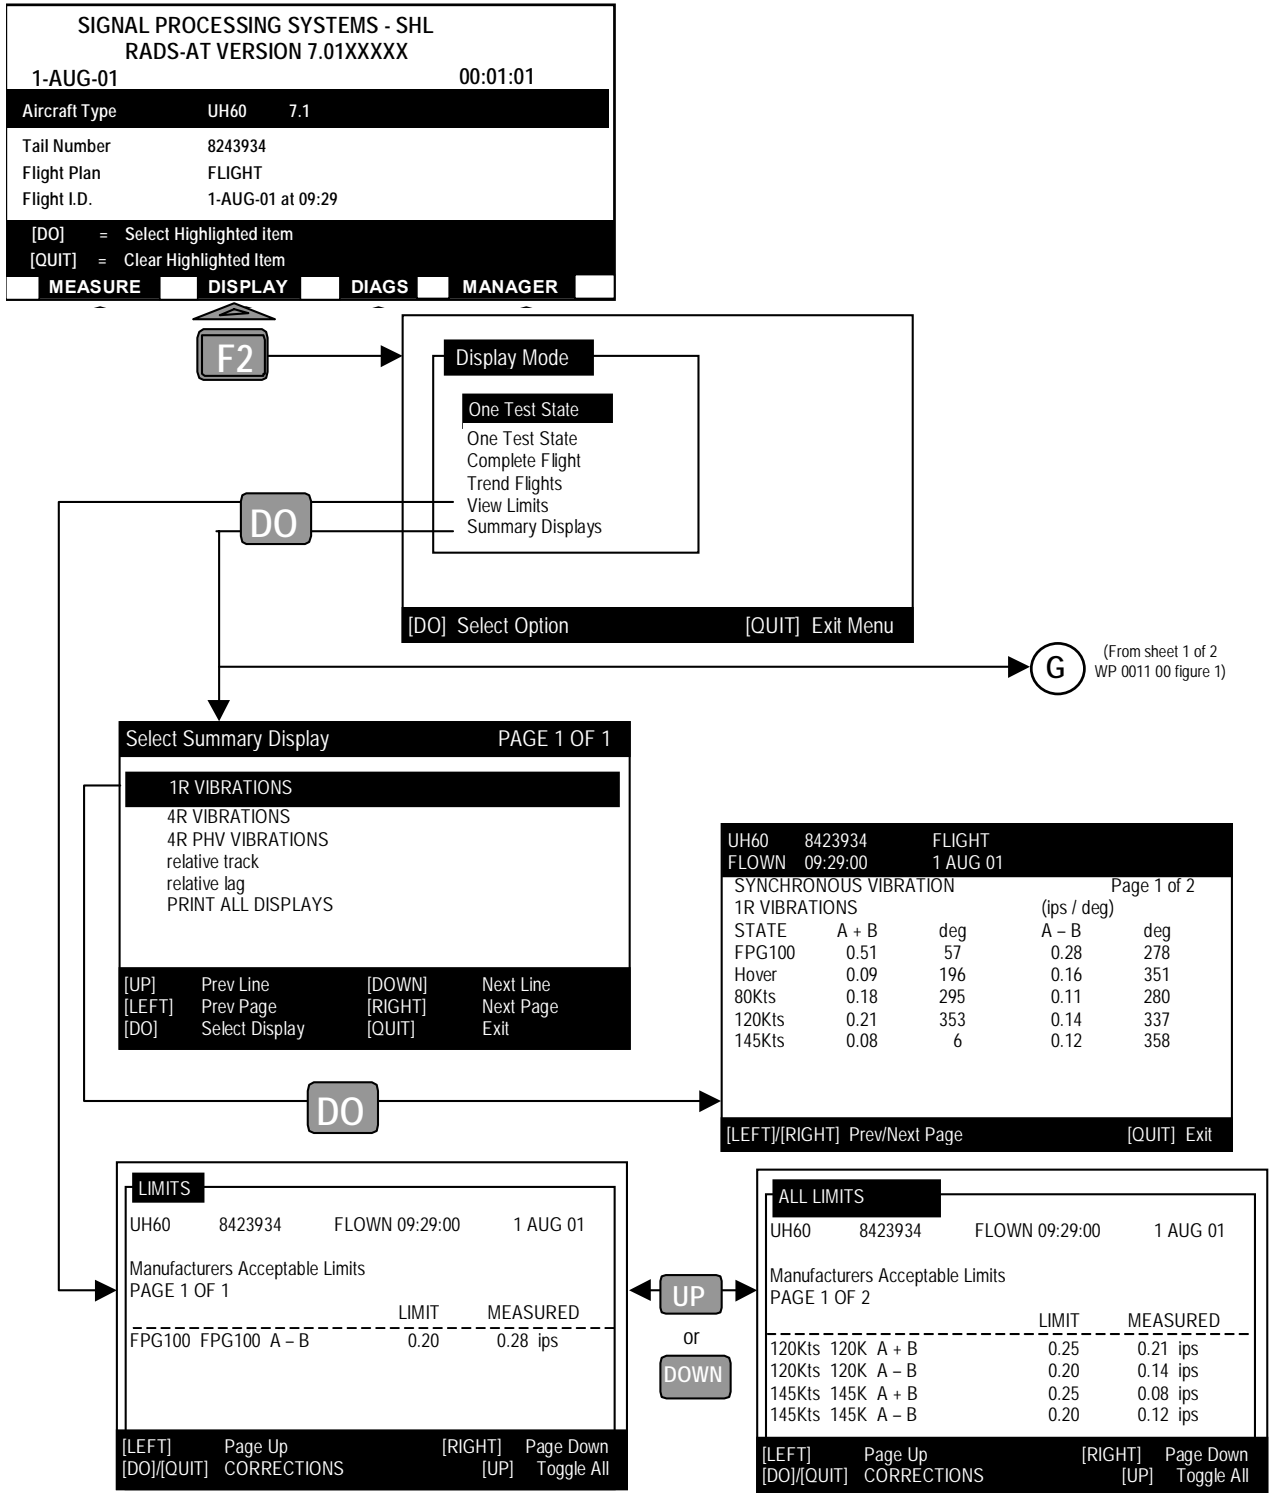 SIGNAL PROCESSING SYSTEMS - SHL
RADS-AT VERSION 7.01XXXXX
1-AUG-01 00:01:01
Aircraft Type UH60 7.1
Tail Number 8243934
Flight Plan FLIGHT
Flight I.D. 1-AUG-01 at 09:29
[DO] = Select Highlighted item
[QUIT] = Clear Highlighted Item
MEASURE DISPLAY DIAGS MANAGER
F2
Display Mode
One Test State
One Test State
Complete Flight
Trend Flights
View Limits
Summary Displays
DO
[DO] Select Option [QUIT] Exit Menu
G
(From sheet 1 of 2
WP 0011 00 figure 1)
Select Summary Display PAGE 1 OF 1
1R VIBRATIONS
4R VIBRATIONS
4R PHV VIBRATIONS
relative track
relative lag
PRINT ALL DISPLAYS
[UP] Prev Line [DOWN] Next Line
[LEFT] Prev Page [RIGHT] Next Page
[DO] Select Display [QUIT] Exit
DO
UH60 8423934 FLIGHT
FLOWN 09:29:00 1 AUG 01
SYNCHRONOUS VIBRATION Page 1 of 2
1R VIBRATIONS (ips / deg)
STATE A + B deg A – B deg
FPG100 0.51 57 0.28 278
Hover 0.09 196 0.16 351
80Kts 0.18 295 0.11 280
120Kts 0.21 353 0.14 337
145Kts 0.08 6 0.12 358
[LEFT]/[RIGHT] Prev/Next Page [QUIT] Exit
LIMITS
UH60 8423934 FLOWN 09:29:00 1 AUG 01
Manufacturers Acceptable Limits
PAGE 1 OF 1
LIMIT MEASURED
FPG100 FPG100 A – B 0.20 0.28 ips
[LEFT] Page Up [RIGHT] Page Down
[DO]/[QUIT] CORRECTIONS [UP] Toggle All
UP
or
DOWN
ALL LIMITS
UH60 8423934 FLOWN 09:29:00 1 AUG 01
Manufacturers Acceptable Limits
PAGE 1 OF 2
LIMIT MEASURED
120Kts 120K A + B 0.25 0.21 ips
120Kts 120K A – B 0.20 0.14 ips
145Kts 145K A + B 0.25 0.08 ips
145Kts 145K A – B 0.20 0.12 ips
[LEFT] Page Up [RIGHT] Page Down
[DO]/[QUIT] CORRECTIONS [UP] Toggle All